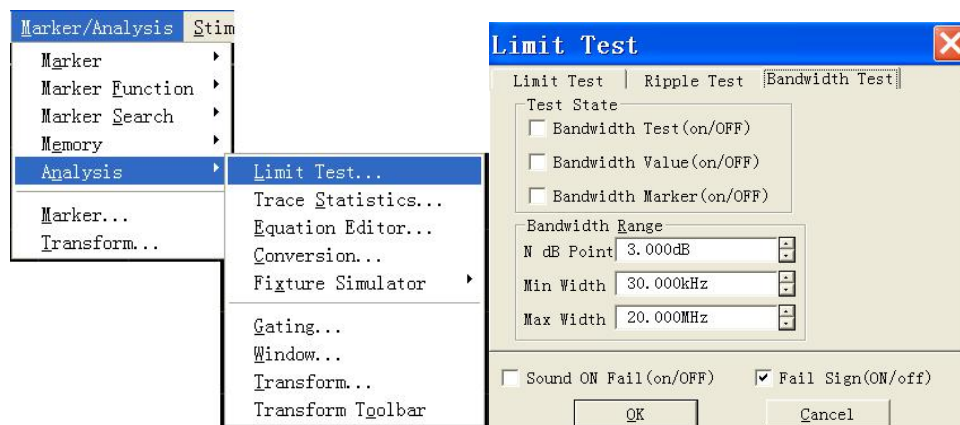 Marker/Analysis Stim
Marker
Marker Function
Marker Search
Memory
Analysis
Marker...
Transform...
Limit Test...
Trace Statistics...
Equation Editor...
Conversion...
Fixture Simulator
Gating...
Window...
Transform...
Transform Toolbar
Limit Test
Limit Test Ripple Test Bandwidth Test
Test State
Bandwidth Test(on/OFF)
Bandwidth Value(on/OFF)
Bandwidth Marker(on/OFF)
Bandwidth Range
N dB Point 3.000dB
Min Width 30.000kHz
Max Width 20.000MHz
Sound ON Fail(on/OFF) Fail Sign(ON/off)
OK Cancel